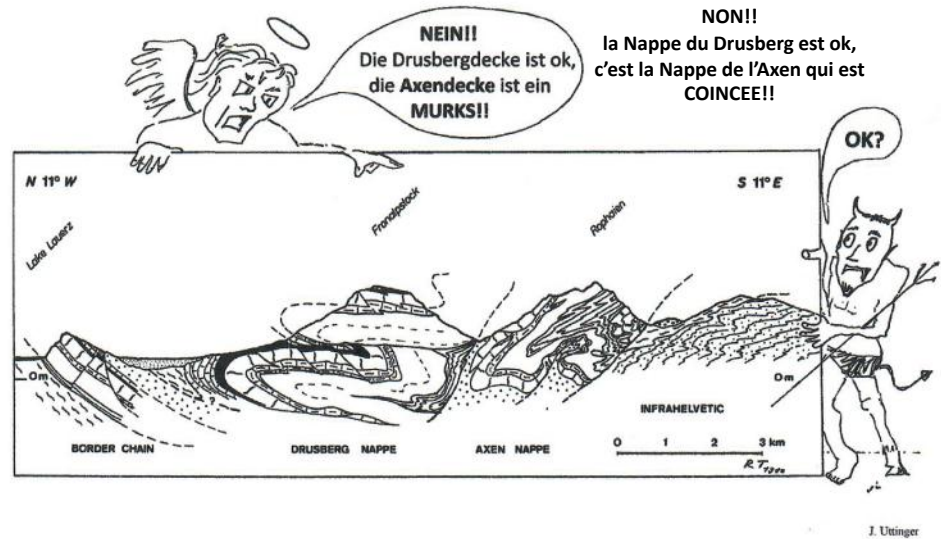 NEIN!!
Die Drusbergdecke ist ok,
die Axendecke ist ein
MURKS!!
NON!!
la Nappe du Drusberg est ok,
c’est la Nappe de l’Axen qui est
COINCEE!!
OK?
N 11° W
S 11° E
Lake Lauerz
Fronalpstock
Rophaien
0m
?
0m
INFRAHELVETIC
BORDER CHAIN
DRUSBERG NAPPE
AXEN NAPPE
0 1 2 3 km
J. Uttinger